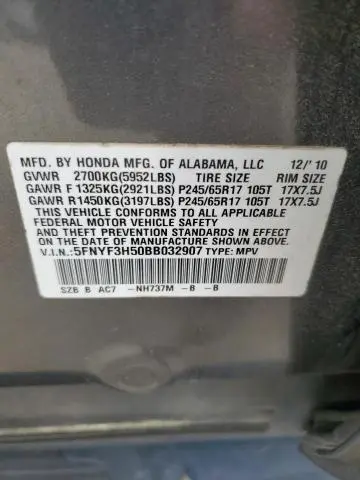 MFD. BY HONDA MFG. OF ALABAMA, LLC 12/'10
GVWR 2700KG(5952LBS) TIRE SIZE RIM SIZE
GAWR F 1325KG(2921LBS) P245/65R17 105T 17X7.5J
GAWR R1450KG(3197LBS) P245/65R17 105T 17X7.5J
THIS VEHICLE CONFORMS TO ALL APPLICABLE
FEDERAL MOTOR VEHICLE SAFETY
AND THEFT PREVENTION STANDARDS IN EFFECT
ON THE DATE OF MANUFACTURE SHOWN ABOVE.
V.I.N.:5FNYF3H50BB032907 TYPE: MPV
SZB B AC7 -NH737M -B -B